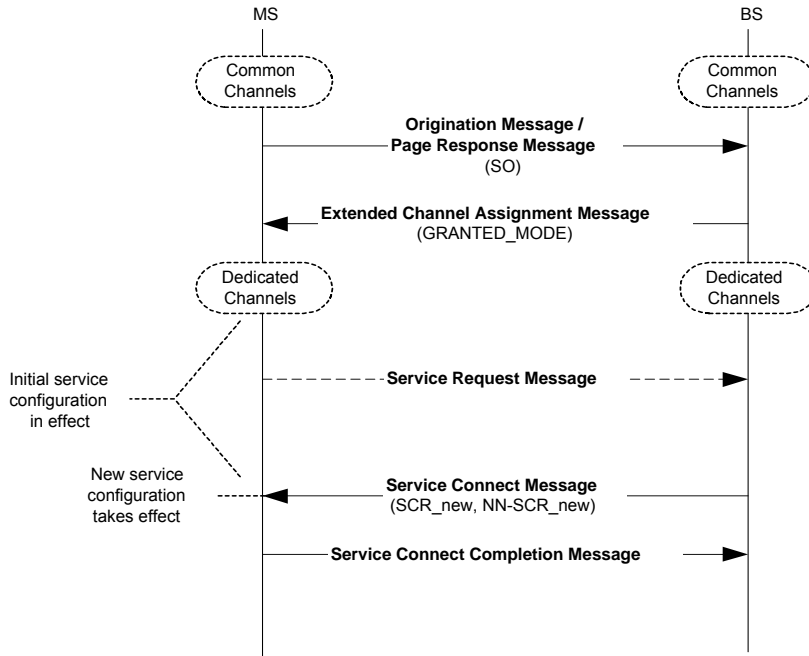 MS
BS
Common
Channels
Common
Channels
Origination Message /
Page Response Message
(SO)
Extended Channel Assignment Message
(GRANTED_MODE)
Dedicated
Channels
Dedicated
Channels
Initial service
configuration
in effect
Service Request Message
New service
configuration
takes effect
Service Connect Message
(SCR_new, NN-SCR_new)
Service Connect Completion Message